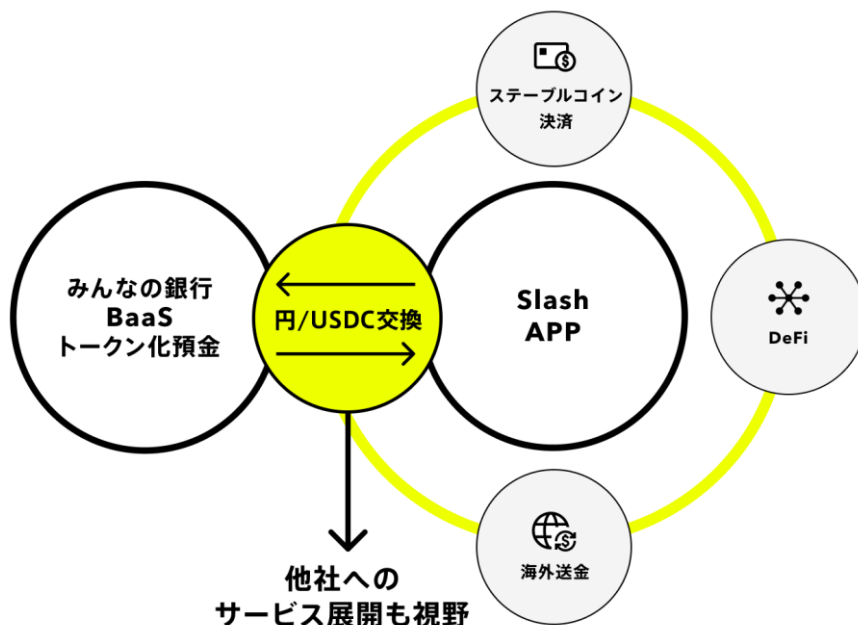 ステーブルコイン
決済
みんなの銀行
BaaS
トークン化預金
円/USDC交換
Slash
APP
DeFi
海外送金
他社への
サービス展開も視野